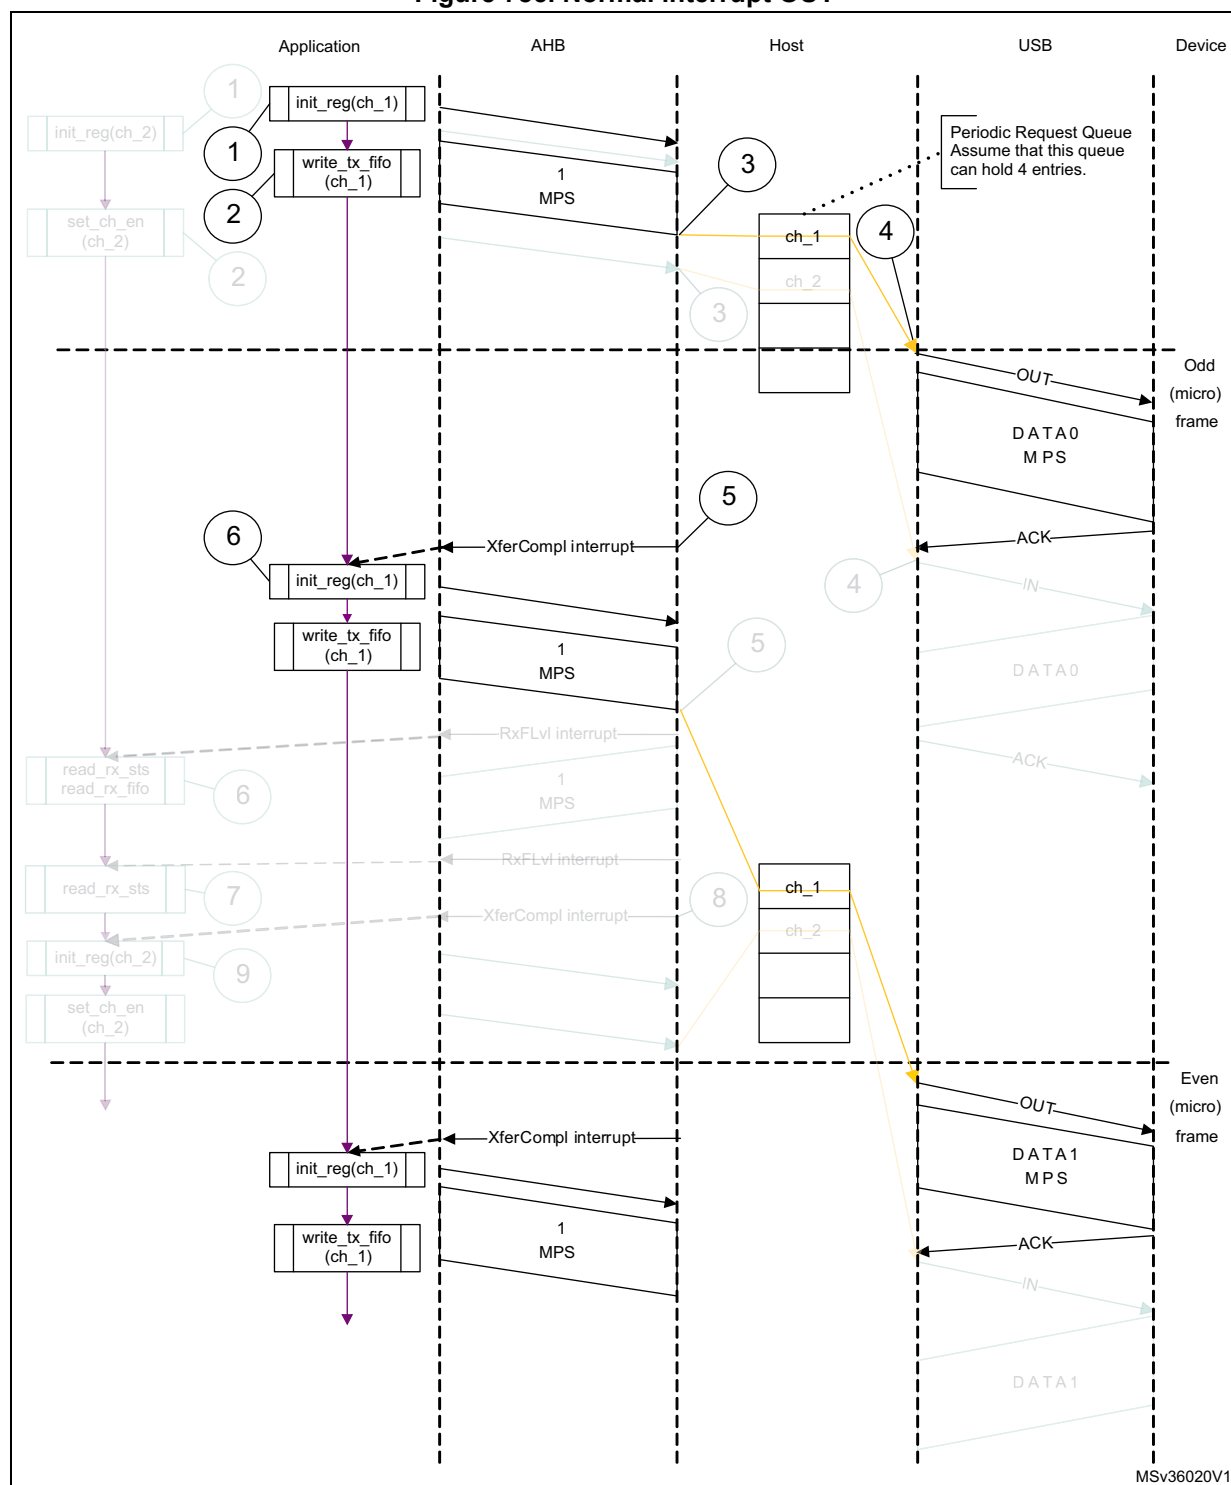 Figure 755. Normal interrupt OUT
Application
AHB
Host
USB
Device
1
init_reg(ch_1)
init_reg(ch_2)
1
write_tx_fifo
(ch_1)
2
1
MPS
3
Periodic Request Queue
Assume that this queue
can hold 4 entries.
set_ch_en
(ch_2)
2
ch_1
4
ch_2
3
Odd
(micro)
frame
OUT
DATA0
MPS
5
6
XferCompl interrupt
ACK
init_reg(ch_1)
4
IN
write_tx_fifo
(ch_1)
1
MPS
5
DATA0
RxFLvl interrupt
ACK
read_rx_sts
read_rx_fifo
6
1
MPS
RxFLvl interrupt
read_rx_sts
7
ch_1
8
XferCompl interrupt
ch_2
init_reg(ch_2)
9
set_ch_en
(ch_2)
Even
(micro)
frame
OUT
XferCompl interrupt
init_reg(ch_1)
DATA1
MPS
write_tx_fifo
(ch_1)
1
MPS
ACK
IN
DATA1
MSv36020V1